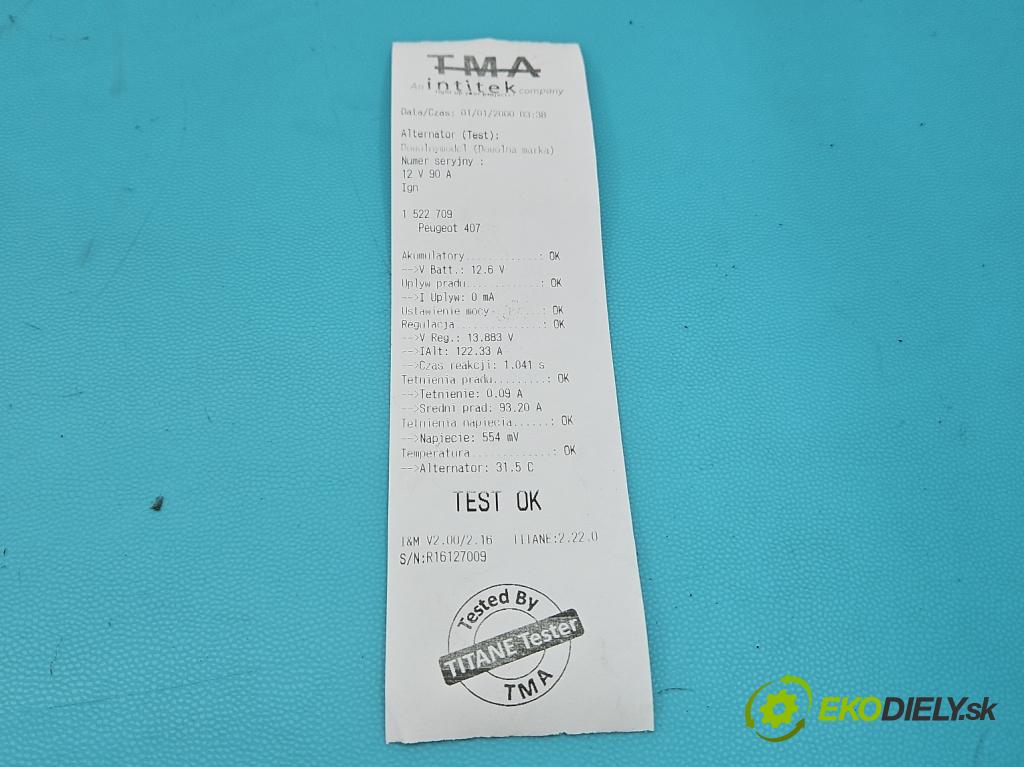 TMA
An intitek company
Data/Czas: 01/01/2000 03:38
Alternator (Test):
Dowolnymodel (Dowolna marka)
Numer seryjny :
12 V 90 A
Ign
1 522 709
Peugeot 407
Akumulatory............: OK
-->V Batt.: 12.6 V
Uplyw pradu............: OK
-->I Uplyw: 0 mA
Ustawienie mocy........: OK
Regulacja..............: OK
-->V Reg.: 13.883 V
-->IAlt: 122.33 A
-->Czas reakcji: 1.041 s
Tetnienia pradu.........: OK
-->Tetnienie: 0.09 A
-->Sredni prad: 93.20 A
Tetnienia napiecia......: OK
-->Napiecie: 554 mV
Temperatura.............: OK
-->Alternator: 31.5 C
TEST OK
T&M V2.00/2.16 TITANE:2.22.0
S/N:R16127009
Tested By
TITANE Tester
TMA
EKODIELY.sk